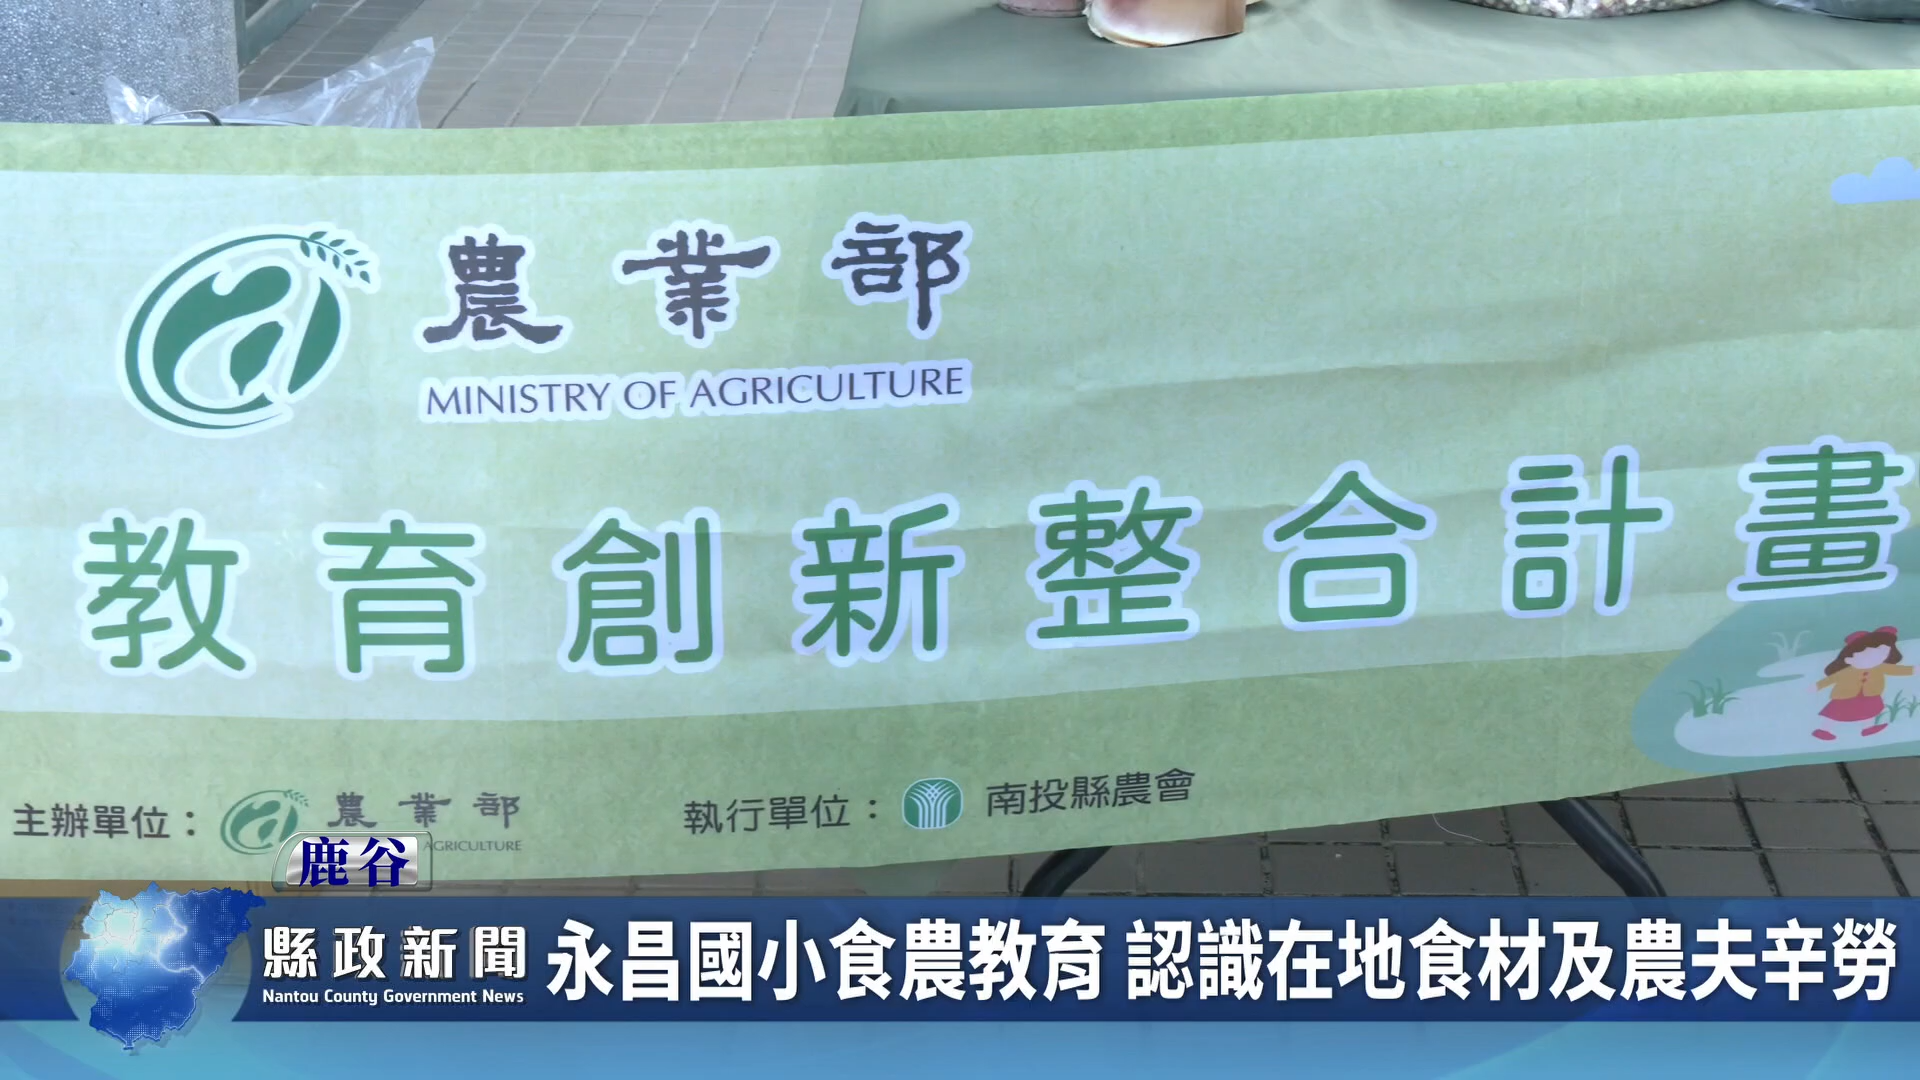 農業部
MINISTRY OF AGRICULTURE
教育創新整合計畫
主辦單位：農業部
AGRICULTURE
執行單位：南投縣農會
鹿谷
縣政新聞
Nantou County Government News
永昌國小食農教育 認識在地食材及農夫辛勞